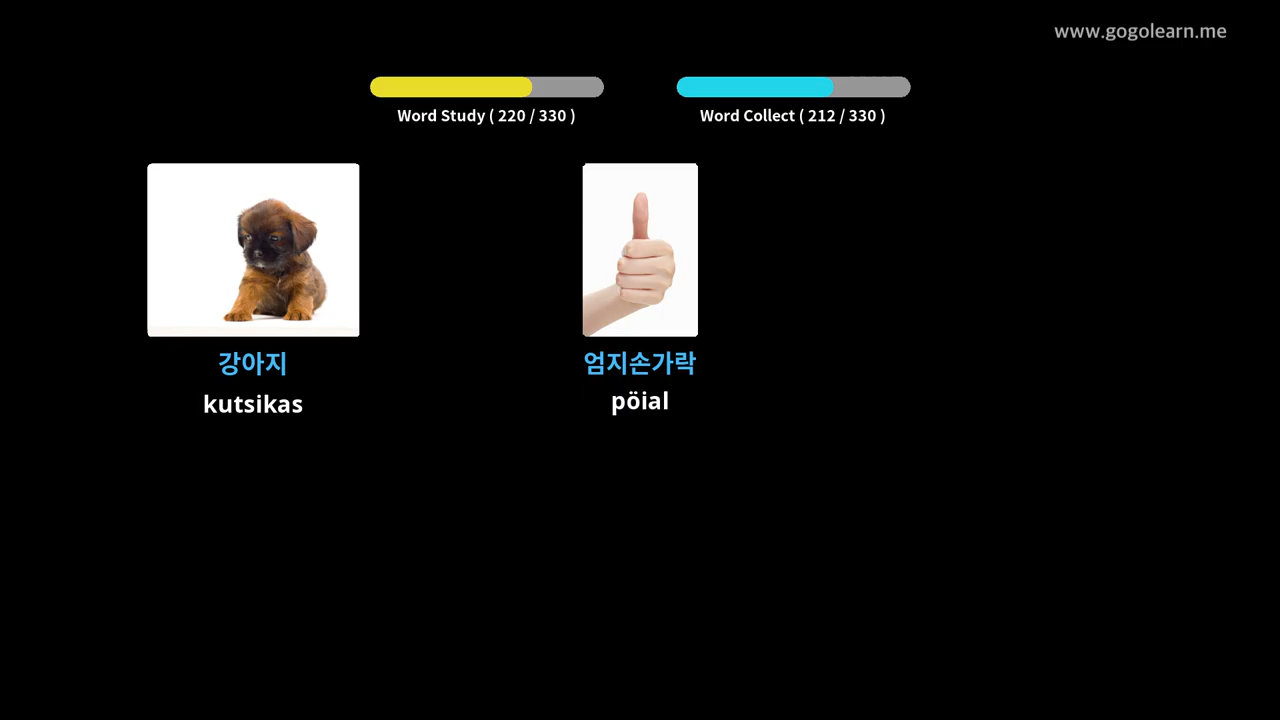 www.gogolearn.me
Word Study ( 220 / 330 )
Word Collect ( 212 / 330 )
강아지
kutsikas
엄지손가락
pöial